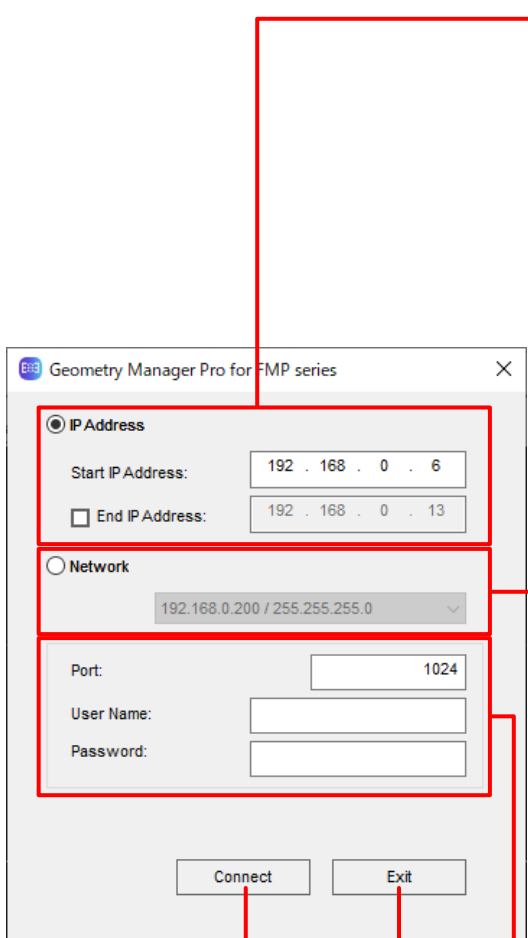 Geometry Manager Pro for FMP series
IP Address
Start IP Address: 192 . 168 . 0 . 6
End IP Address: 192 . 168 . 0 . 13
Network
192.168.0.200 / 255.255.255.0
Port: 1024
User Name:
Password:
Connect Exit